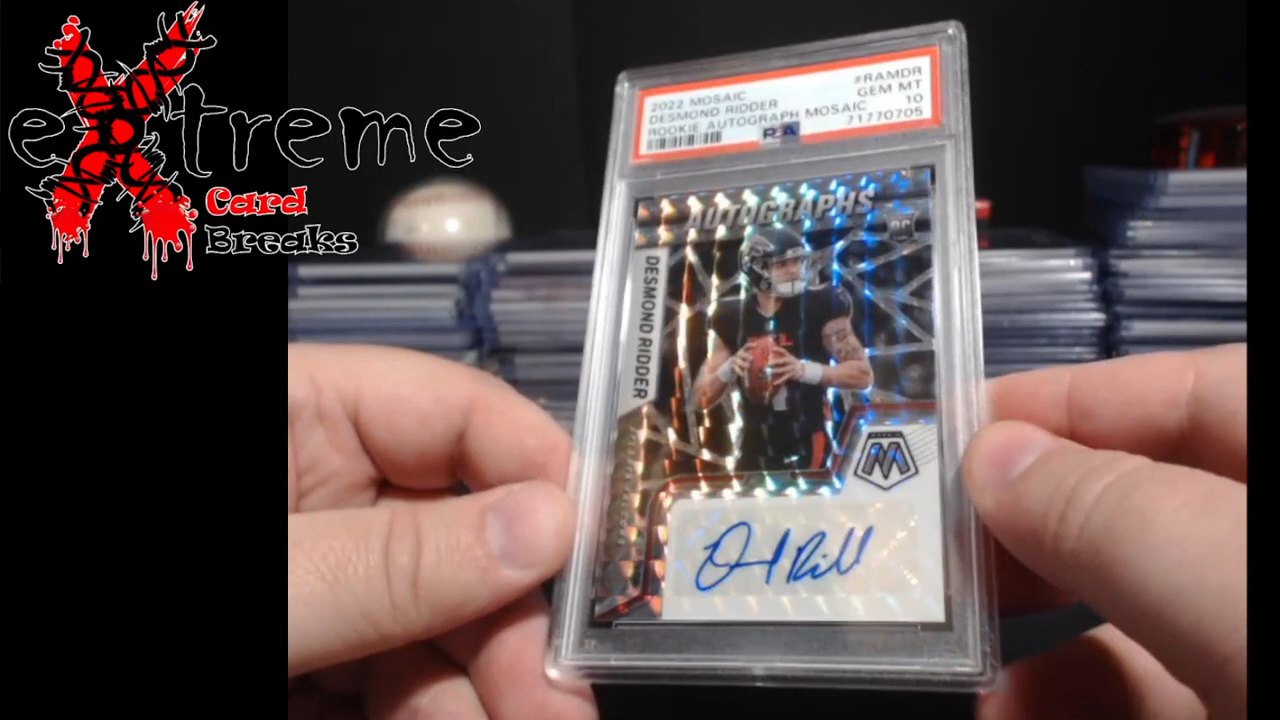 eXtreme
Card
Breaks
2022 MOSAIC #RAMDR
DESMOND RIDDER GEM MT
ROOKIE AUTOGRAPH MOSAIC 10
PSA 71770705
AUTOGRAPHS
RC
DESMOND RIDDER
M